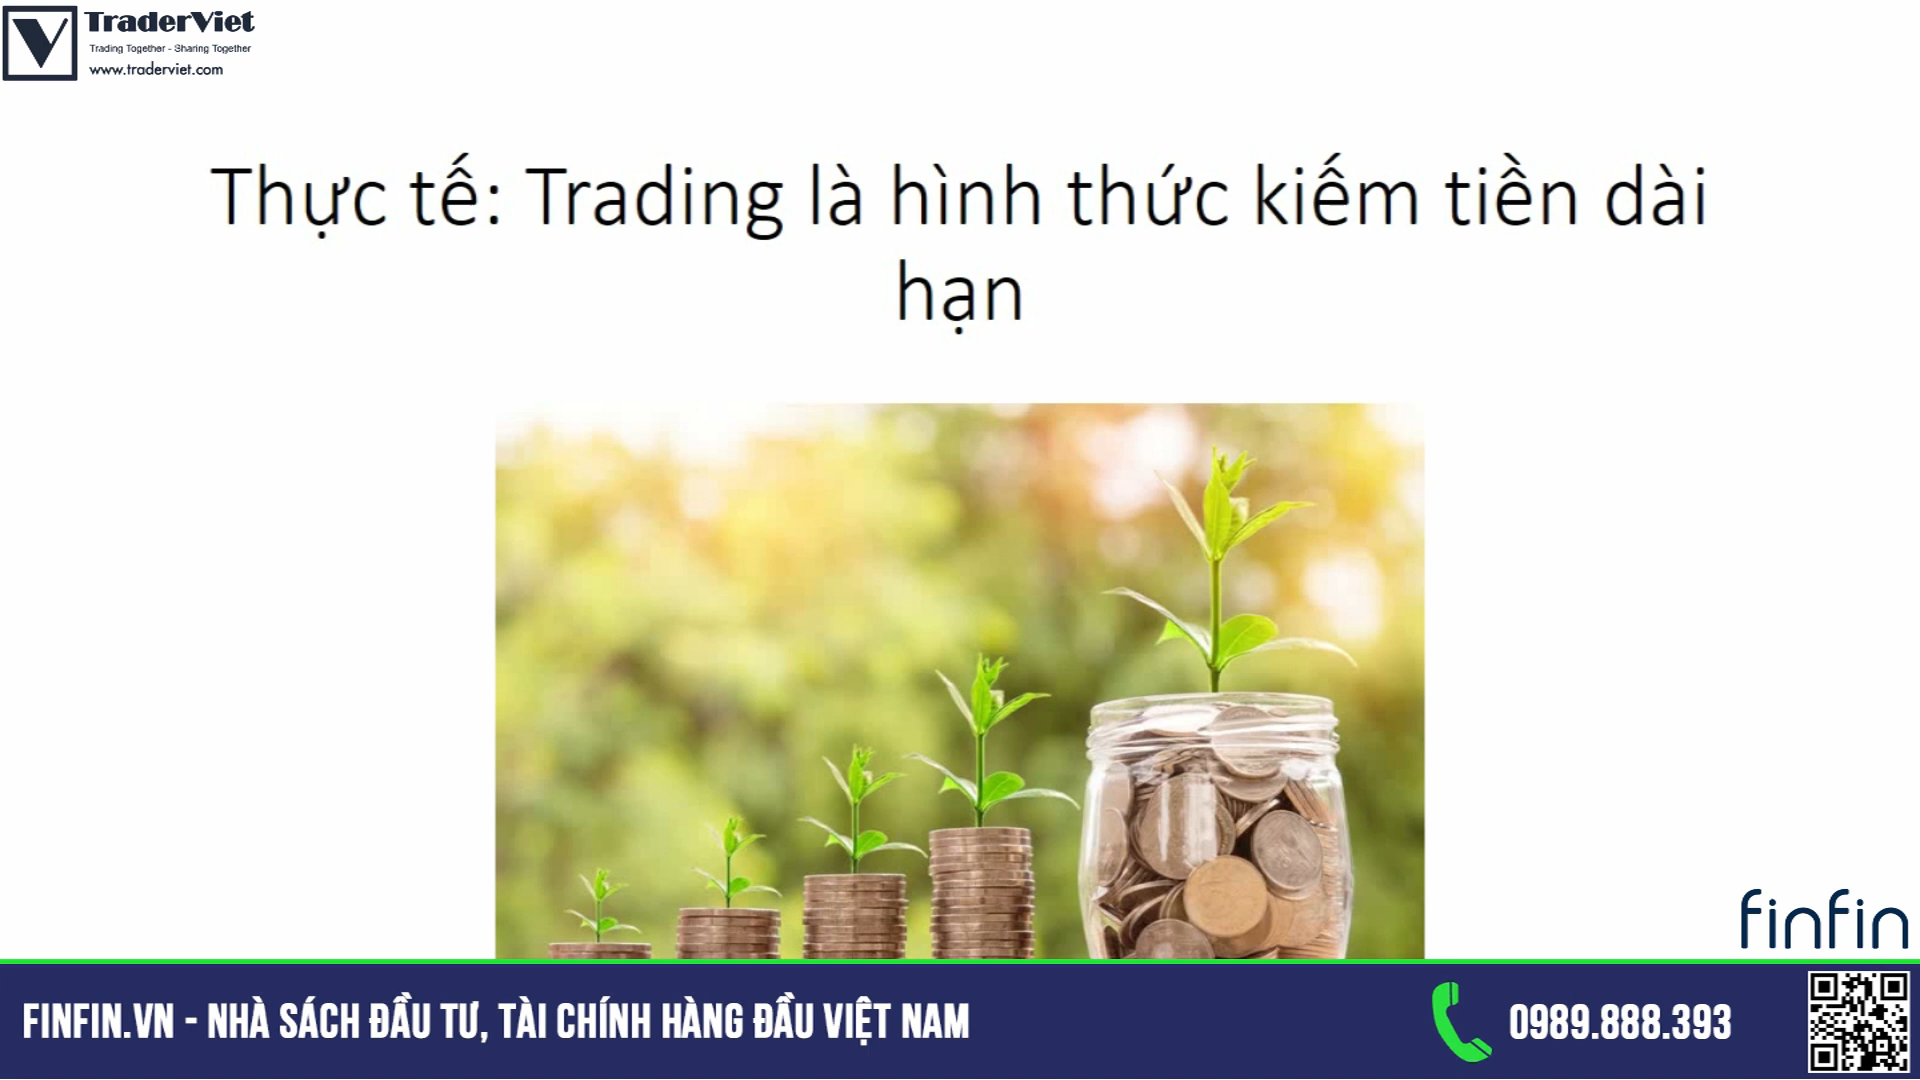 TraderViet
Trading Together - Sharing Together
www.traderviet.com
Thực tế: Trading là hình thức kiếm tiền dài
hạn
finfin
FINFIN.VN - NHÀ SÁCH ĐẦU TƯ, TÀI CHÍNH HÀNG ĐẦU VIỆT NAM
0989.888.393